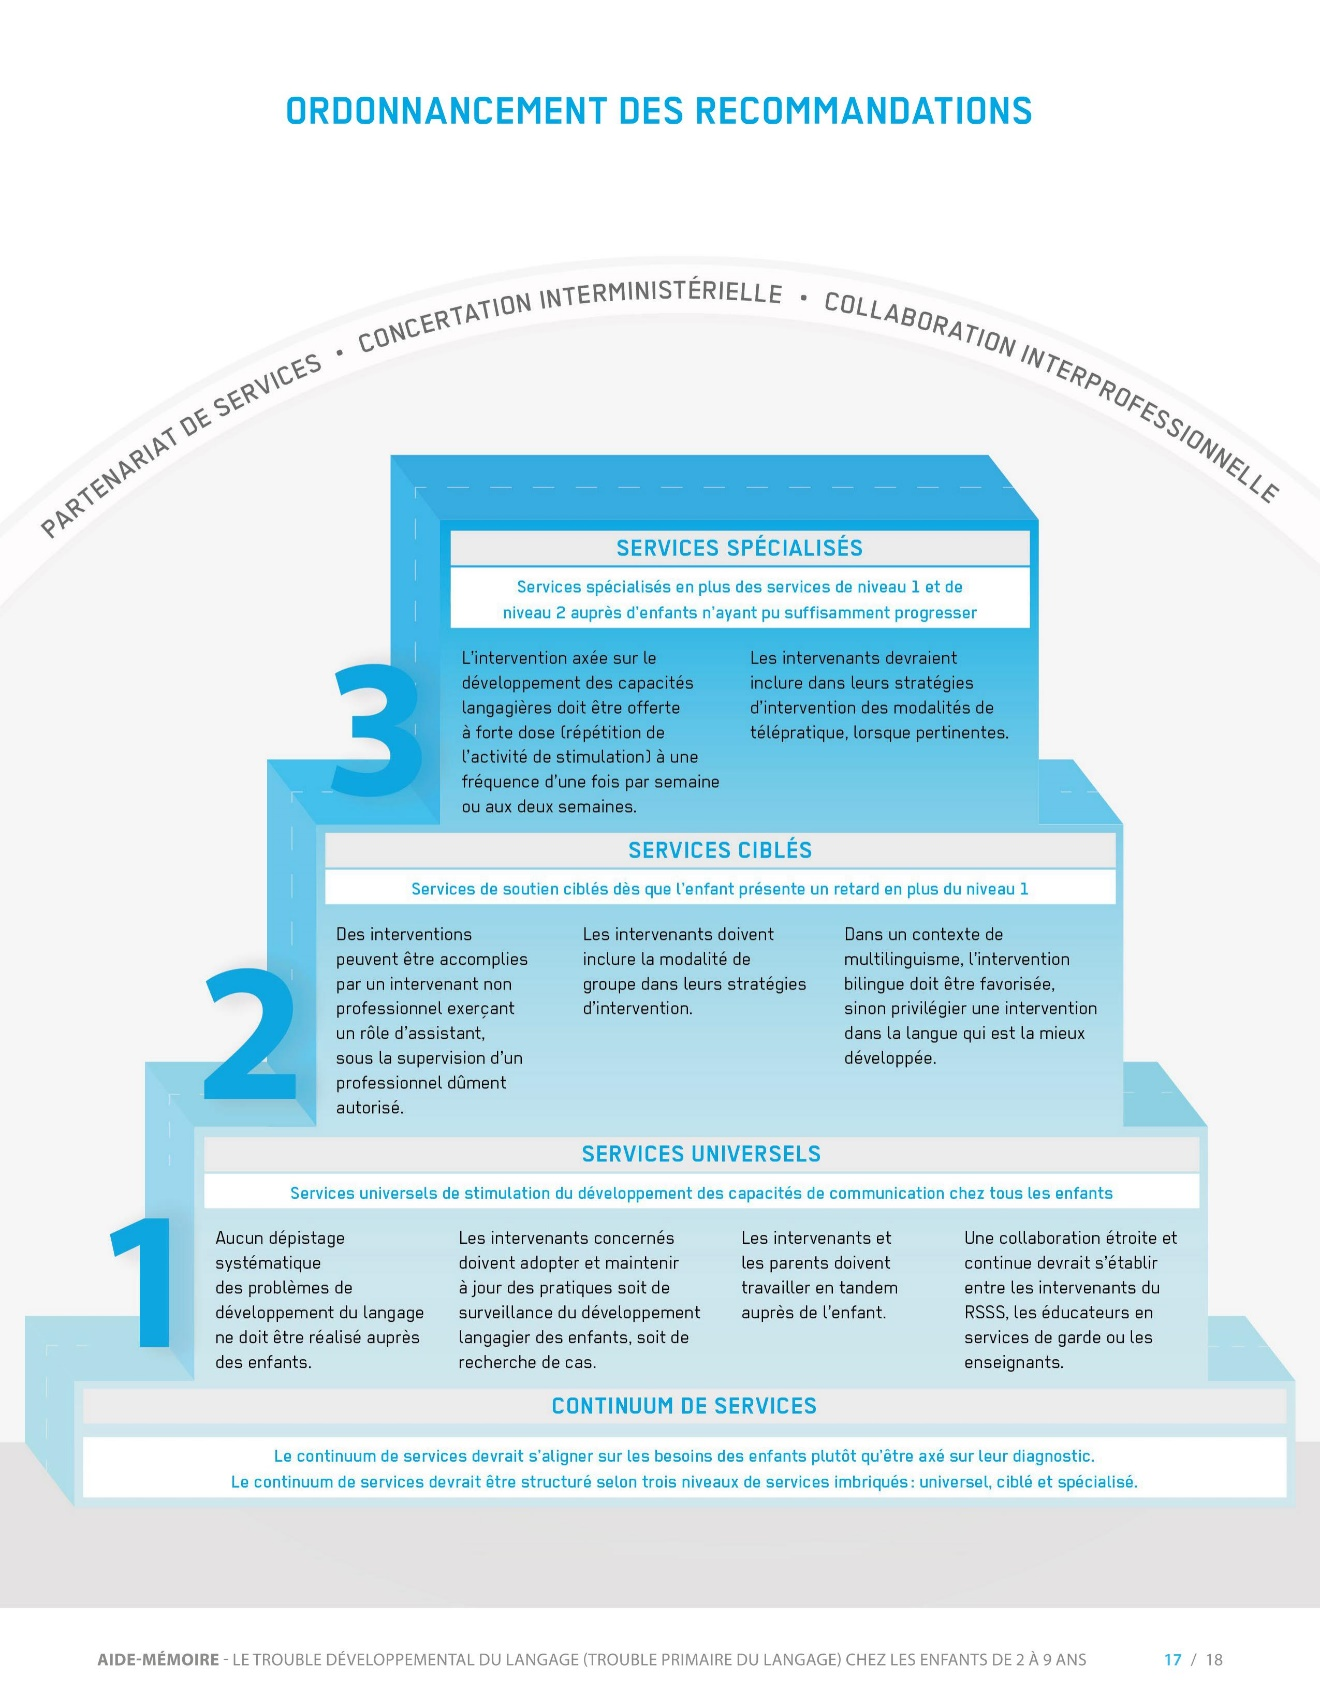 ORDONNANCEMENT DES RECOMMANDATIONS
PARTENARIAT DE SERVICES • CONCERTATION INTERMINISTÉRIELLE • COLLABORATION INTERPROFESSIONNELLE
3
SERVICES SPÉCIALISÉS
Services spécialisés en plus des services de niveau 1 et de
niveau 2 auprès d'enfants n'ayant pu suffisamment progresser
L'intervention axée sur le
développement des capacités
langagières doit être offerte
à forte dose (répétition de
l'activité de stimulation) à une
fréquence d'une fois par semaine
ou aux deux semaines.
Les intervenants devraient
inclure dans leurs stratégies
d'intervention des modalités de
télépratique, lorsque pertinentes.
2
SERVICES CIBLÉS
Services de soutien ciblés dès que l'enfant présente un retard en plus du niveau 1
Des interventions
peuvent être accomplies
par un intervenant non
professionnel exerçant
un rôle d'assistant,
sous la supervision d'un
professionnel dûment
autorisé.
Les intervenants doivent
inclure la modalité de
groupe dans leurs stratégies
d'intervention.
Dans un contexte de
multilinguisme, l'intervention
bilingue doit être favorisée,
sinon privilégier une intervention
dans la langue qui est la mieux
développée.
1
SERVICES UNIVERSELS
Services universels de stimulation du développement des capacités de communication chez tous les enfants
Aucun dépistage
systématique
des problèmes de
développement du langage
ne doit être réalisé auprès
des enfants.
Les intervenants concernés
doivent adopter et maintenir
à jour des pratiques soit de
surveillance du développement
langagier des enfants, soit de
recherche de cas.
Les intervenants et
les parents doivent
travailler en tandem
auprès de l'enfant.
Une collaboration étroite et
continue devrait s'établir
entre les intervenants du
RSSS, les éducateurs en
services de garde ou les
enseignants.
CONTINUUM DE SERVICES
Le continuum de services devrait s'aligner sur les besoins des enfants plutôt qu'être axé sur leur diagnostic.
Le continuum de services devrait être structuré selon trois niveaux de services imbriqués : universel, ciblé et spécialisé.
AIDE-MÉMOIRE - LE TROUBLE DÉVELOPPEMENTAL DU LANGAGE (TROUBLE PRIMAIRE DU LANGAGE) CHEZ LES ENFANTS DE 2 À 9 ANS 17 / 18